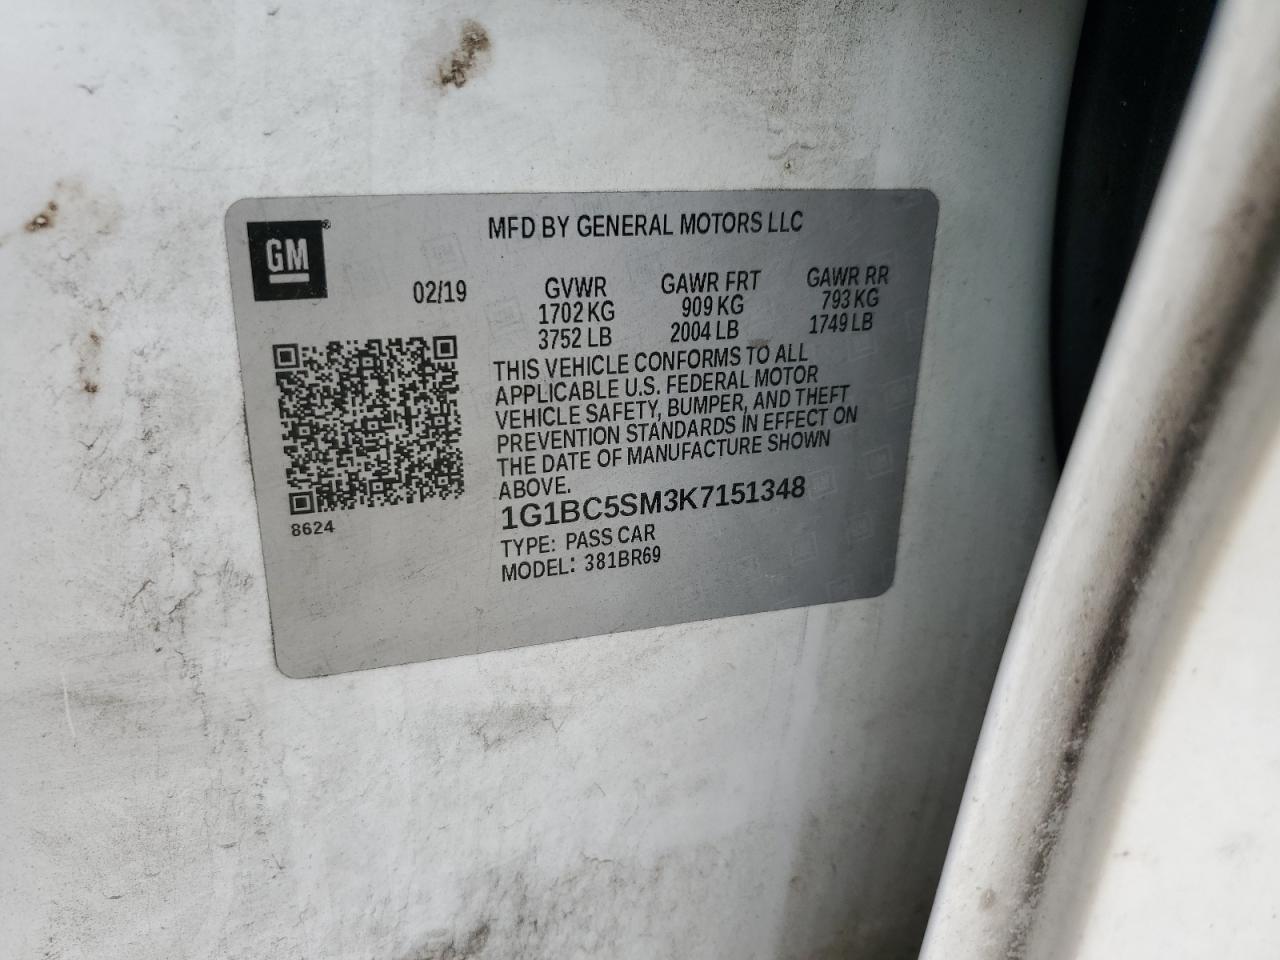 GM
MFD BY GENERAL MOTORS LLC
02/19
GVWR GAWR FRT GAWR RR
1702 KG 909 KG 793 KG
3752 LB 2004 LB 1749 LB
THIS VEHICLE CONFORMS TO ALL
APPLICABLE U.S. FEDERAL MOTOR
VEHICLE SAFETY, BUMPER, AND THEFT
PREVENTION STANDARDS IN EFFECT ON
THE DATE OF MANUFACTURE SHOWN
ABOVE.
1G1BC5SM3K7151348
8624
TYPE: PASS CAR
MODEL: 381BR69